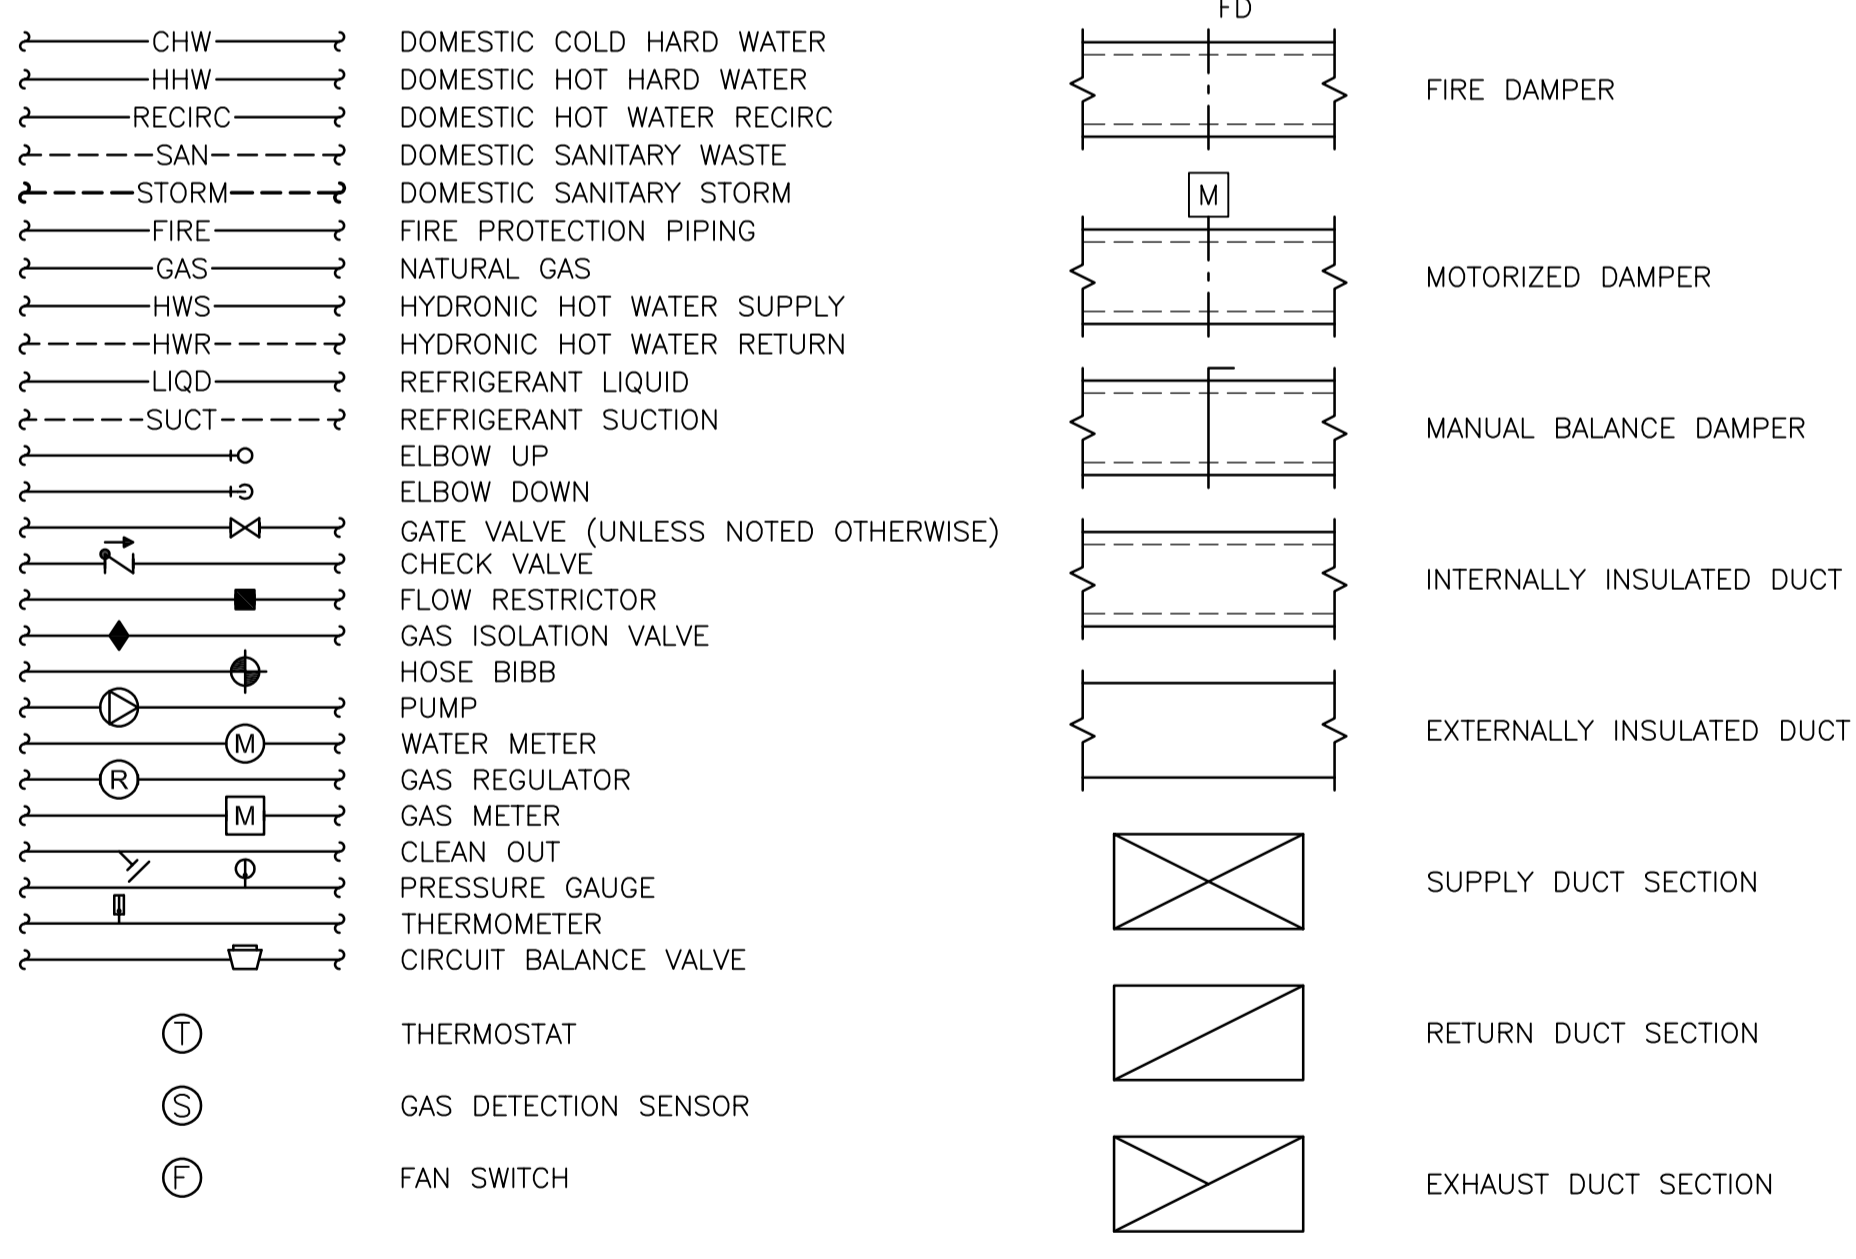 CHW DOMESTIC COLD HARD WATER
HHW DOMESTIC HOT HARD WATER
RECIRC DOMESTIC HOT WATER RECIRC
SAN DOMESTIC SANITARY WASTE
STORM DOMESTIC SANITARY STORM
FIRE FIRE PROTECTION PIPING
GAS NATURAL GAS
HWS HYDRONIC HOT WATER SUPPLY
HWR HYDRONIC HOT WATER RETURN
LIQD REFRIGERANT LIQUID
SUCT REFRIGERANT SUCTION
ELBOW UP
ELBOW DOWN
GATE VALVE (UNLESS NOTED OTHERWISE)
CHECK VALVE
FLOW RESTRICTOR
GAS ISOLATION VALVE
HOSE BIBB
PUMP
M WATER METER
R GAS REGULATOR
M GAS METER
CLEAN OUT
PRESSURE GAUGE
THERMOMETER
CIRCUIT BALANCE VALVE
T THERMOSTAT
S GAS DETECTION SENSOR
F FAN SWITCH
FD
FIRE DAMPER
M
MOTORIZED DAMPER
MANUAL BALANCE DAMPER
INTERNALLY INSULATED DUCT
EXTERNALLY INSULATED DUCT
SUPPLY DUCT SECTION
RETURN DUCT SECTION
EXHAUST DUCT SECTION